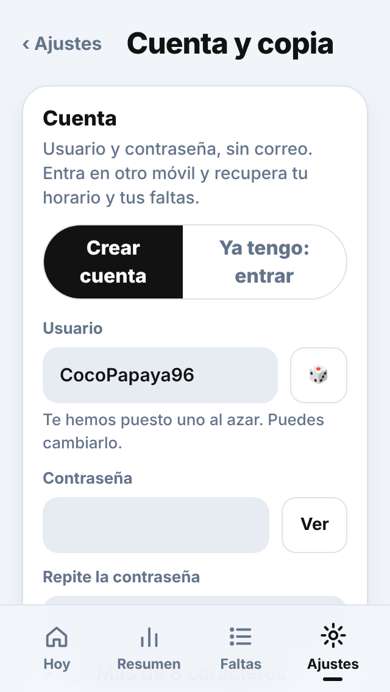 ‹ Ajustes Cuenta y copia
Cuenta
Usuario y contraseña, sin correo.
Entra en otro móvil y recupera tu
horario y tus faltas.
Crear
cuenta
Ya tengo:
entrar
Usuario
CocoPapaya96
Te hemos puesto uno al azar. Puedes
cambiarlo.
Contraseña
Ver
Repite la contraseña
Hoy
Resumen
Faltas
Ajustes